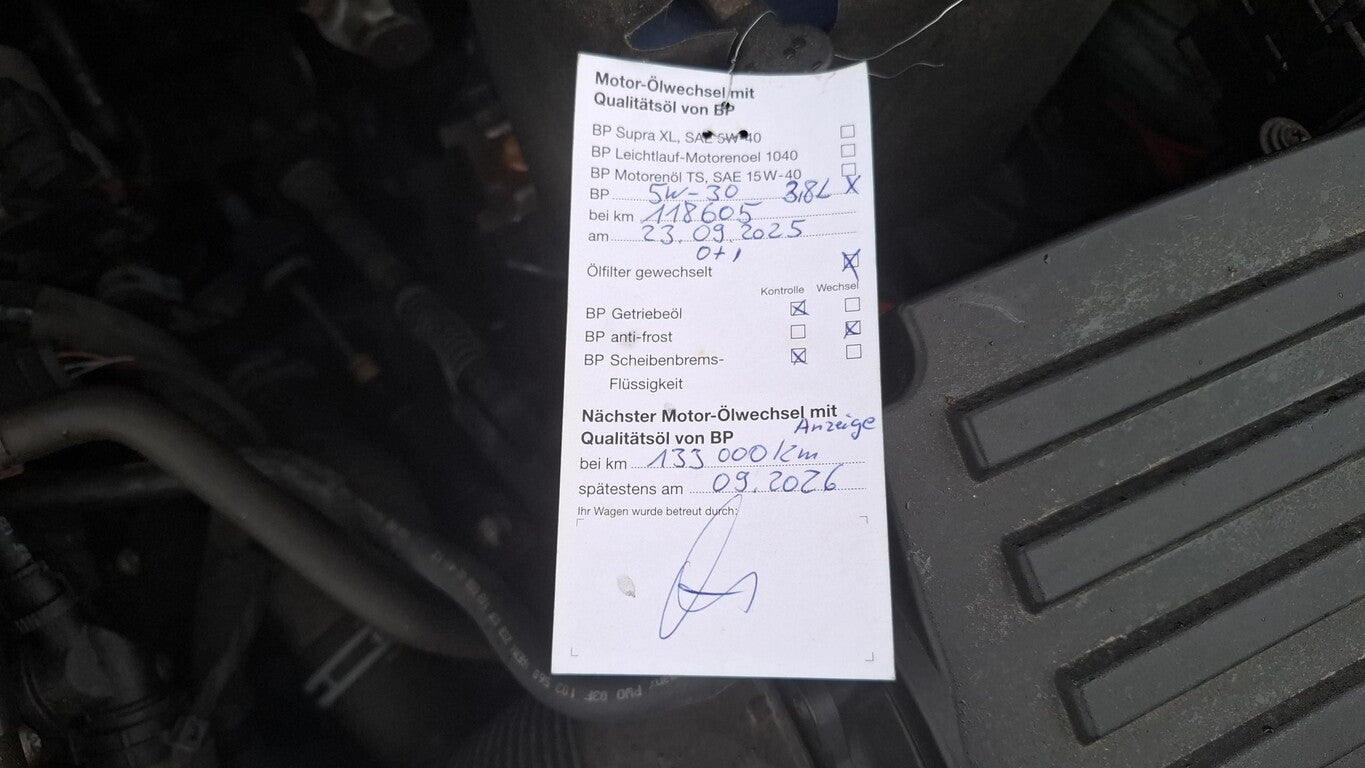 Motor-Ölwechsel mit
Qualitätsöl von BP
BP Supra XL, SAE 5W-40
BP Leichtlauf-Motorenoel 1040
BP Motorenöl TS, SAE 15W-40
BP 5W-30 3,8L X
bei km 118605
am 23.09.2025
Ölfilter gewechselt
Kontrolle Wechsel
BP Getriebeöl
BP anti-frost
BP Scheibenbrems-
Flüssigkeit
Nächster Motor-Ölwechsel mit
Qualitätsöl von BP Anzeige
bei km 133 000 km
spätestens am 09.2026
Ihr Wagen wurde betreut durch: